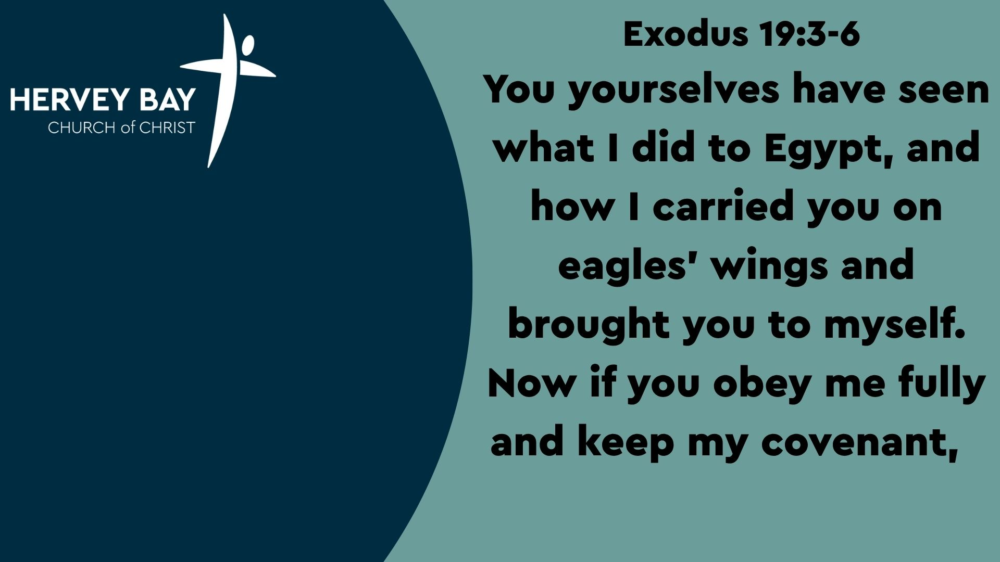 HERVEY BAY
CHURCH of CHRIST
Exodus 19:3-6
You yourselves have seen
what I did to Egypt, and
how I carried you on
eagles' wings and
brought you to myself.
Now if you obey me fully
and keep my covenant,